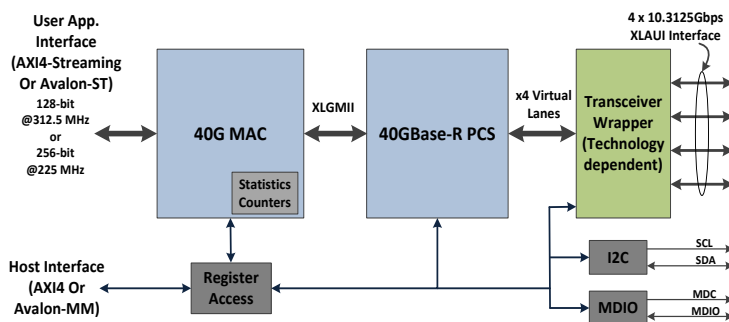 User App.
Interface
(AXI4-Streaming
Or Avalon-ST)
128-bit
@312.5 MHz
or
256-bit
@225 MHz
40G MAC
Statistics
Counters
XLGMII
40GBase-R PCS
x4 Virtual
Lanes
Transceiver
Wrapper
(Technology
dependent)
4 x 10.3125Gbps
XLAUI Interface
Host Interface
(AXI4 Or
Avalon-MM)
Register
Access
I2C
SCL
SDA
MDIO
MDC
MDIO